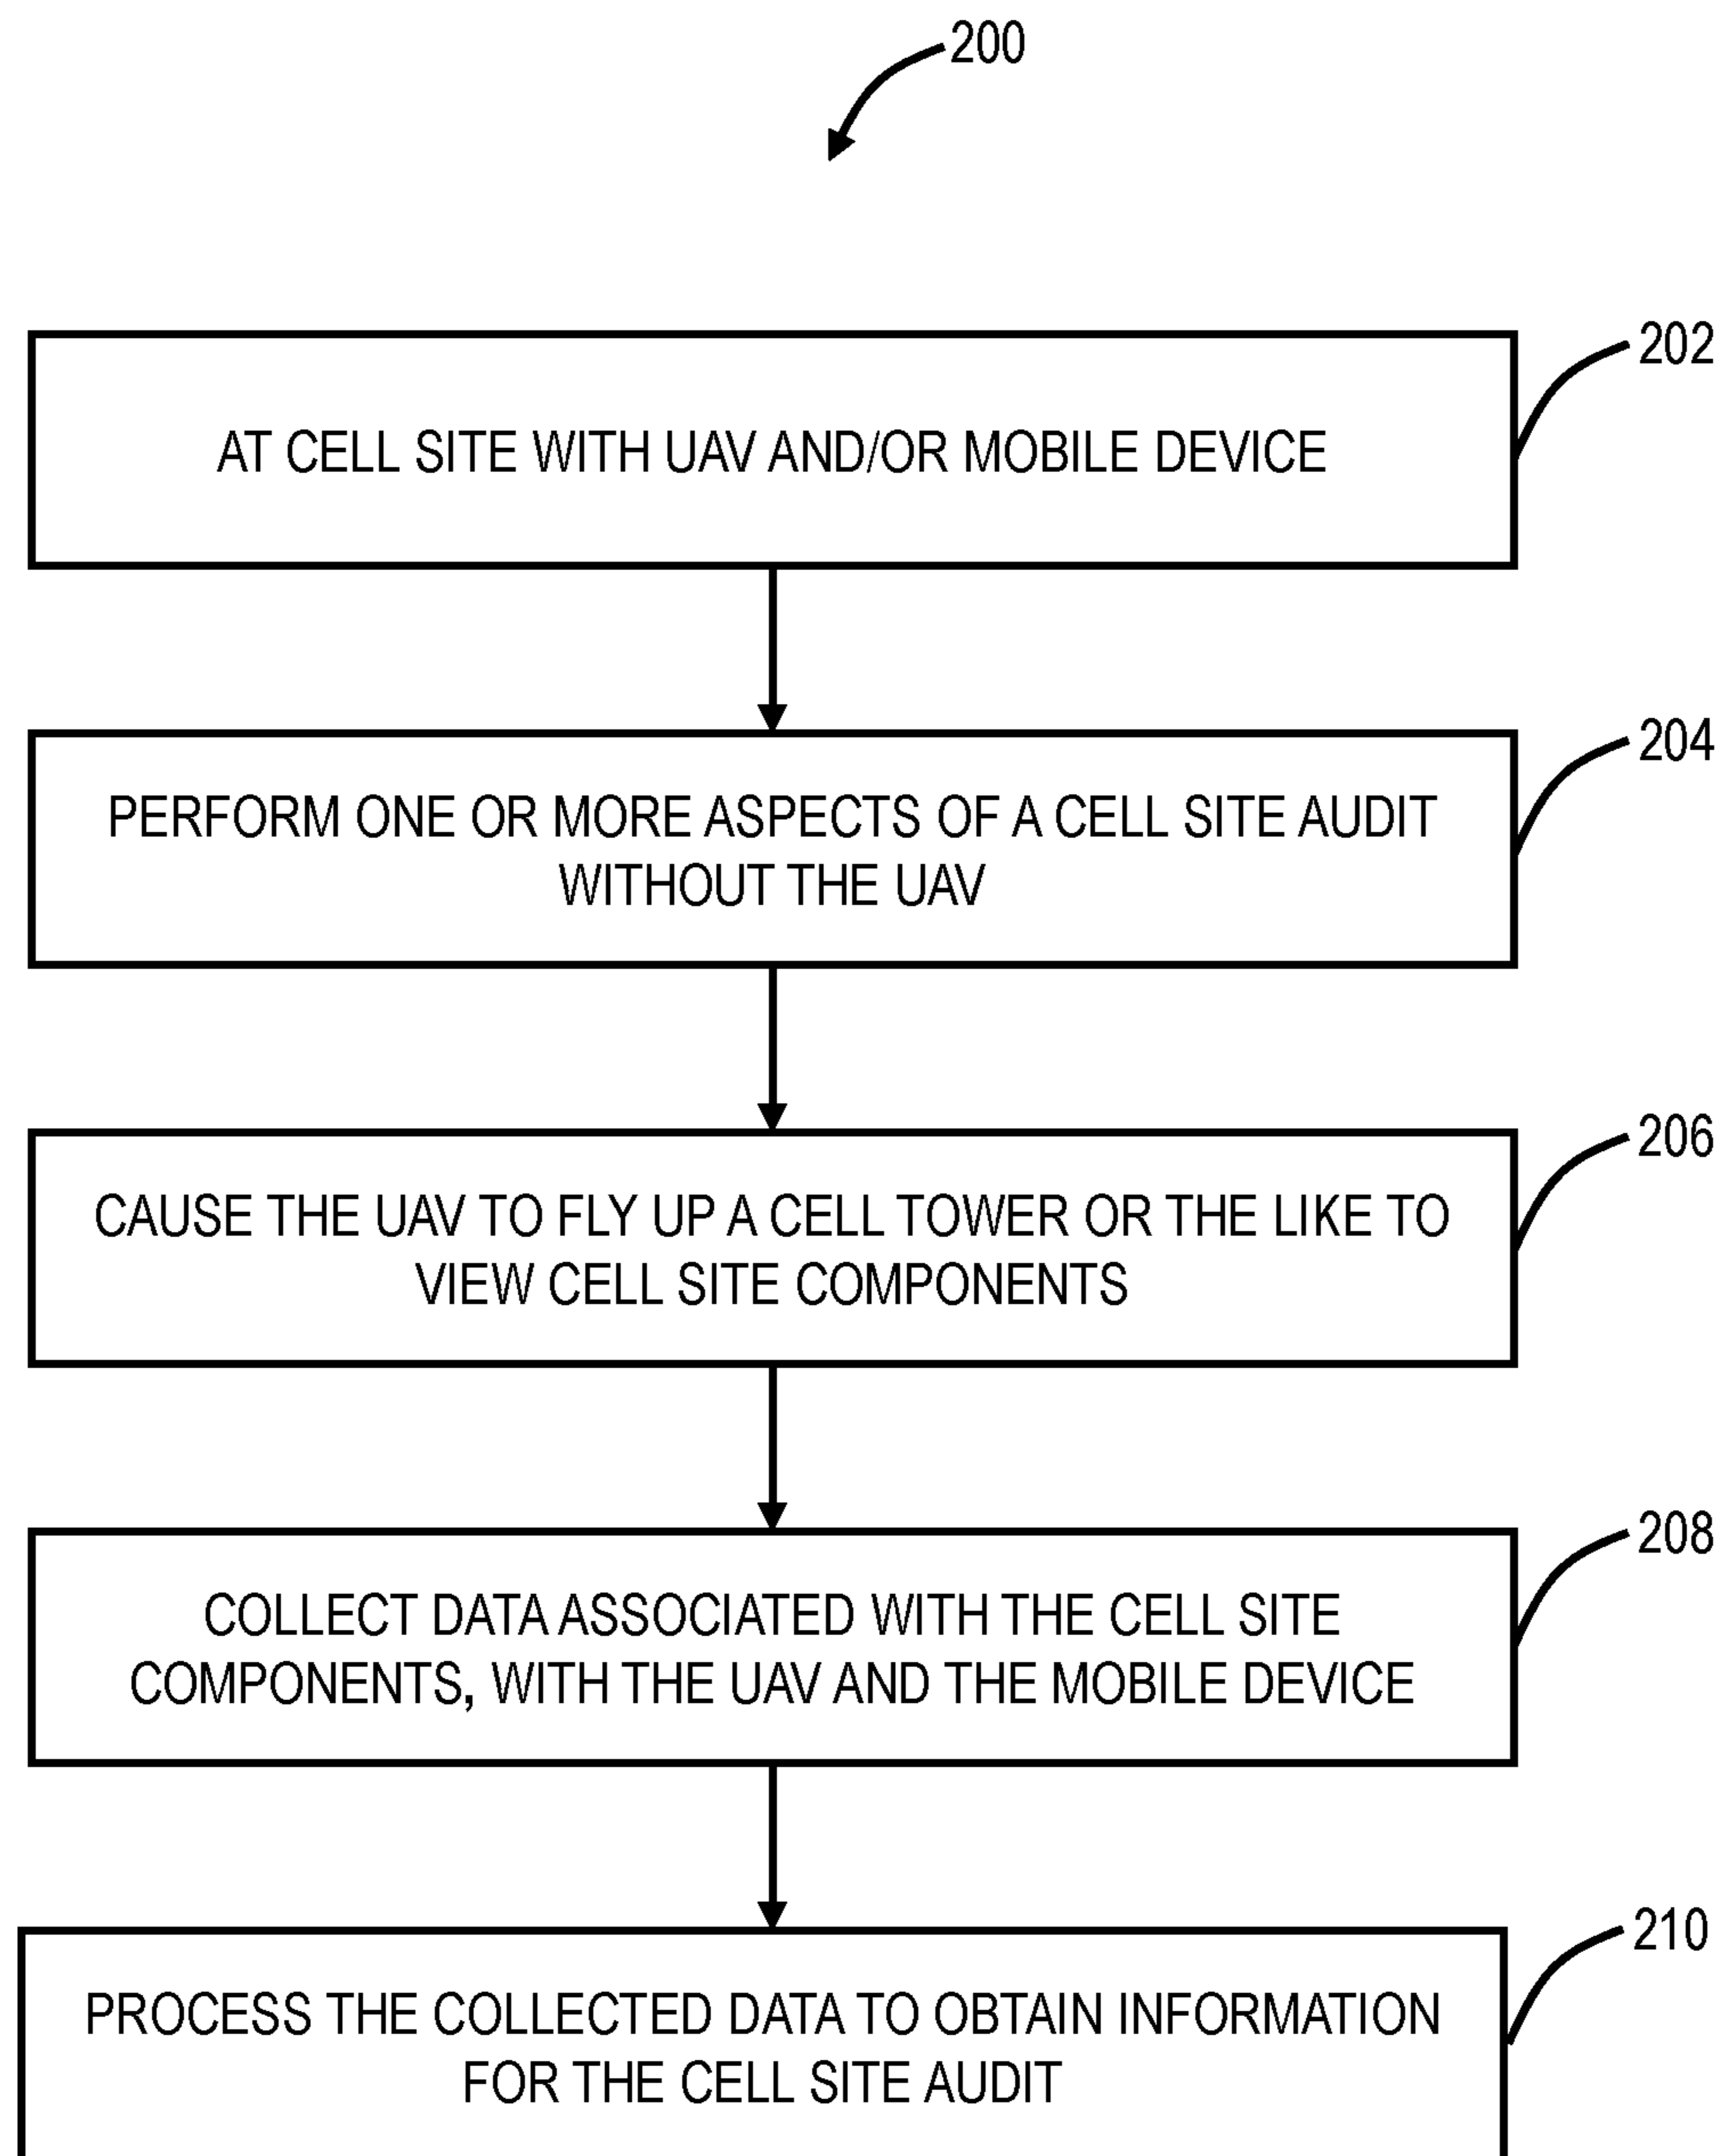 200
202
AT CELL SITE WITH UAV AND/OR MOBILE DEVICE
204
PERFORM ONE OR MORE ASPECTS OF A CELL SITE AUDIT
WITHOUT THE UAV
206
CAUSE THE UAV TO FLY UP A CELL TOWER OR THE LIKE TO
VIEW CELL SITE COMPONENTS
208
COLLECT DATA ASSOCIATED WITH THE CELL SITE
COMPONENTS, WITH THE UAV AND THE MOBILE DEVICE
210
PROCESS THE COLLECTED DATA TO OBTAIN INFORMATION
FOR THE CELL SITE AUDIT